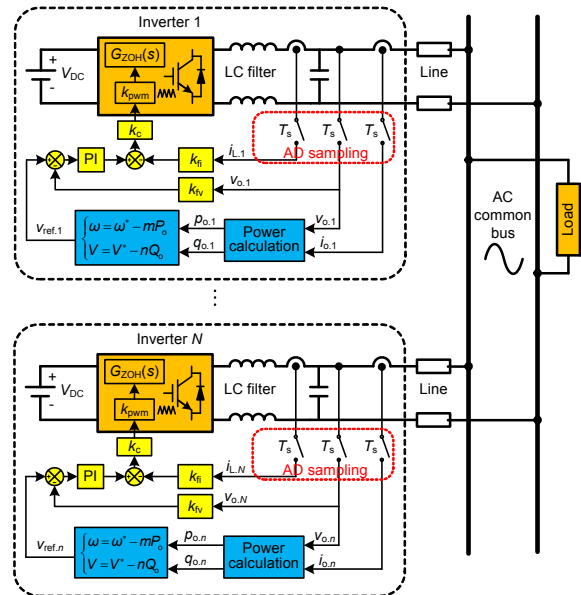 Inverter 1
G_ZOH(s)
V_DC
k_pwm
LC filter
Line
k_c
T_s T_s T_s
AD sampling
PI
k_fi
i_L.1
k_fv
v_o.1
v_ref.1
ω = ω* − mP_o
V = V* − nQ_o
p_o.1
q_o.1
Power calculation
v_o.1
i_o.1
AC common bus
Load
Inverter N
G_ZOH(s)
V_DC
k_pwm
LC filter
Line
k_c
T_s T_s T_s
AD sampling
PI
k_fi
i_L.N
k_fv
v_o.N
v_ref.n
ω = ω* − mP_o
V = V* − nQ_o
p_o.n
q_o.n
Power calculation
v_o.n
i_o.n